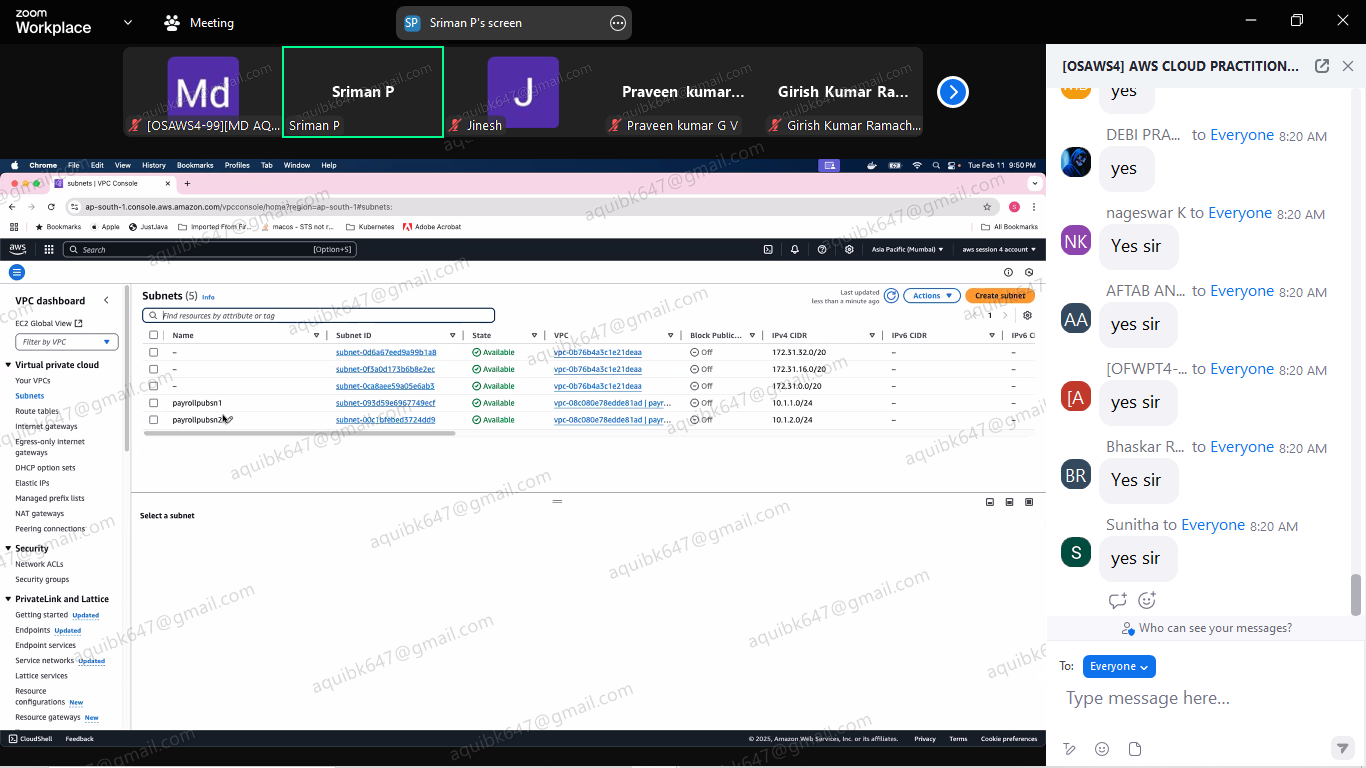 zoom
Workplace
Meeting
SP
Sriman P's screen
Md
[OSAWS4-99][MD AQ...
Sriman P
Sriman P
J
Jinesh
Praveen kumar...
Praveen kumar G V
Girish Kumar Ra...
Girish Kumar Ramach...
Chrome File Edit View History Bookmarks Profiles Tab Window Help
Tue Feb 11 9:50 PM
subnets | VPC Console
ap-south-1.console.aws.amazon.com/vpcconsole/home?region=ap-south-1#subnets:
Bookmarks
Apple
JustJava
Imported From Fir...
macos - STS not r...
Kubernetes
Adobe Acrobat
All Bookmarks
aws
Search
[Option+S]
Asia Pacific (Mumbai)
aws session 4 account
VPC dashboard
EC2 Global View
Filter by VPC
Virtual private cloud
Your VPCs
Subnets
Route tables
Internet gateways
Egress-only internet
gateways
DHCP option sets
Elastic IPs
Managed prefix lists
NAT gateways
Peering connections
Security
Network ACLs
Security groups
PrivateLink and Lattice
Getting started Updated
Endpoints Updated
Endpoint services
Service networks Updated
Lattice services
Resource
configurations New
Resource gateways New
Subnets (5) Info
Last updated
less than a minute ago
Actions
Create subnet
Find resources by attribute or tag
1
Name Subnet ID State VPC Block Public... IPv4 CIDR IPv6 CIDR IPv6 CI
– subnet-0d6a67eed9a99b1a8 Available vpc-0b76b4a3c1e21deaa Off 172.31.32.0/20 – –
– subnet-0f3a0d173b6b8e2ec Available vpc-0b76b4a3c1e21deaa Off 172.31.16.0/20 – –
– subnet-0ca8aee59a05e6ab3 Available vpc-0b76b4a3c1e21deaa Off 172.31.0.0/20 – –
payrollpubsn1 subnet-093d59e6967749ecf Available vpc-08c080e78edde81ad | payr... Off 10.1.1.0/24 – –
payrollpubsn2 subnet-00c1bfebed3724dd9 Available vpc-08c080e78edde81ad | payr... Off 10.1.2.0/24 – –
Select a subnet
CloudShell
Feedback
© 2025, Amazon Web Services, Inc. or its affiliates.
Privacy
Terms
Cookie preferences
aquibk647@gmail.com
[OSAWS4] AWS CLOUD PRACTITION...
yes
DEBI PRA... to Everyone 8:20 AM
yes
nageswar K to Everyone 8:20 AM
NK
Yes sir
AFTAB AN... to Everyone 8:20 AM
AA
yes sir
[OFWPT4-... to Everyone 8:20 AM
[A
yes sir
Bhaskar R... to Everyone 8:20 AM
BR
Yes sir
Sunitha to Everyone 8:20 AM
S
yes sir
Who can see your messages?
To: Everyone
Type message here...